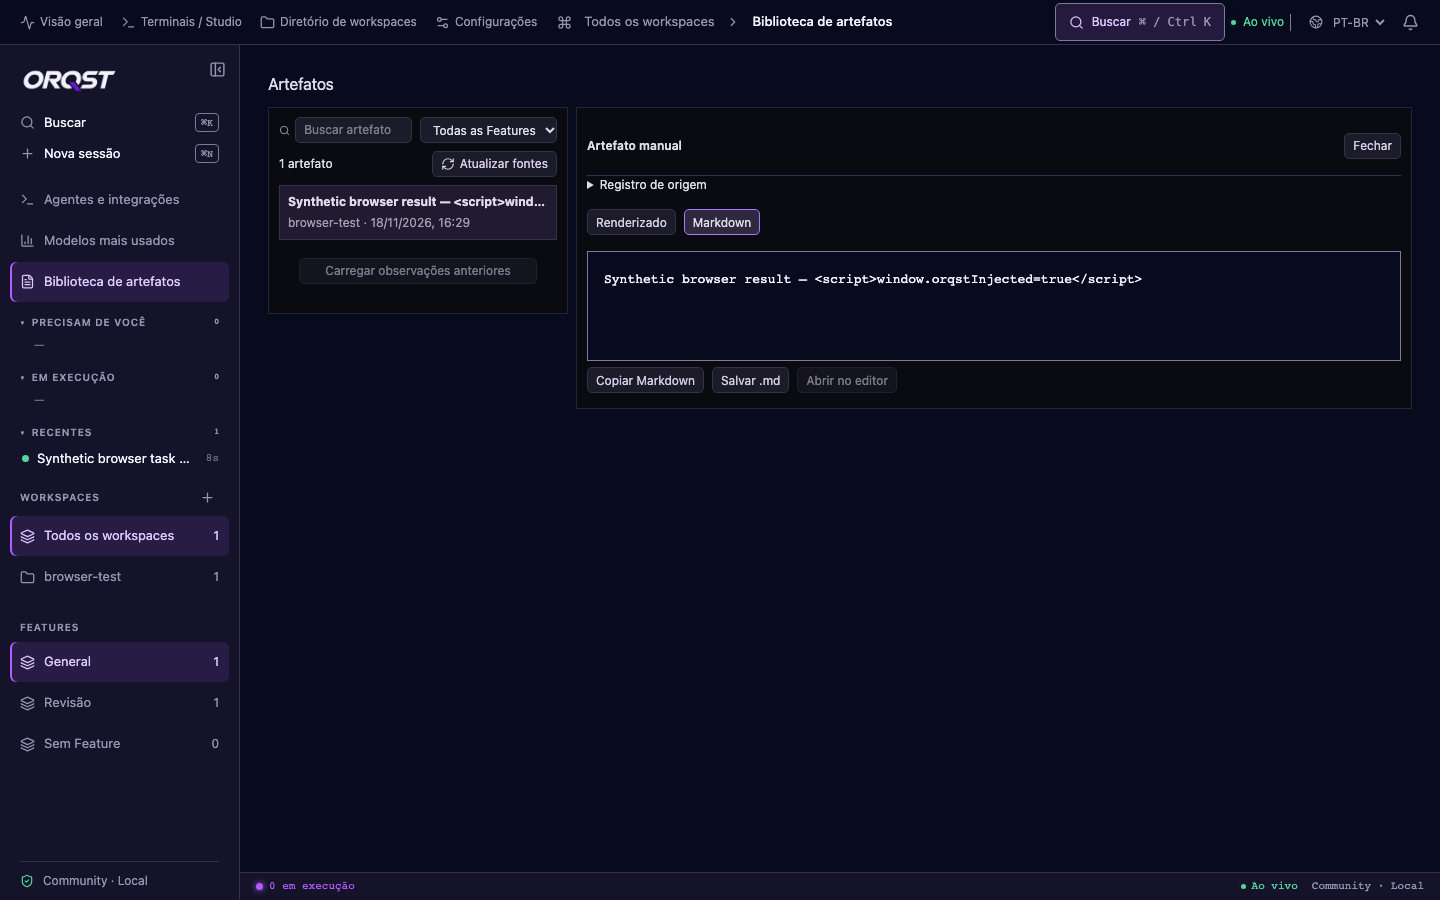 Visão geral
Terminais / Studio
Diretório de workspaces
Configurações
Todos os workspaces
Biblioteca de artefatos
Buscar ⌘ / Ctrl K
Ao vivo
PT-BR
ORQST
Buscar ⌘K
Nova sessão ⌘N
Agentes e integrações
Modelos mais usados
Biblioteca de artefatos
PRECISAM DE VOCÊ 0
—
EM EXECUÇÃO 0
—
RECENTES 1
Synthetic browser task ... 8s
WORKSPACES
Todos os workspaces 1
browser-test 1
FEATURES
General 1
Revisão 1
Sem Feature 0
Community · Local
Artefatos
Buscar artefato
Todas as Features
1 artefato
Atualizar fontes
Synthetic browser result — <script>wind...
browser-test · 18/11/2026, 16:29
Carregar observações anteriores
Artefato manual
Fechar
Registro de origem
Renderizado
Markdown
Synthetic browser result — <script>window.orqstInjected=true</script>
Copiar Markdown
Salvar .md
Abrir no editor
0 em execução
Ao vivo
Community · Local